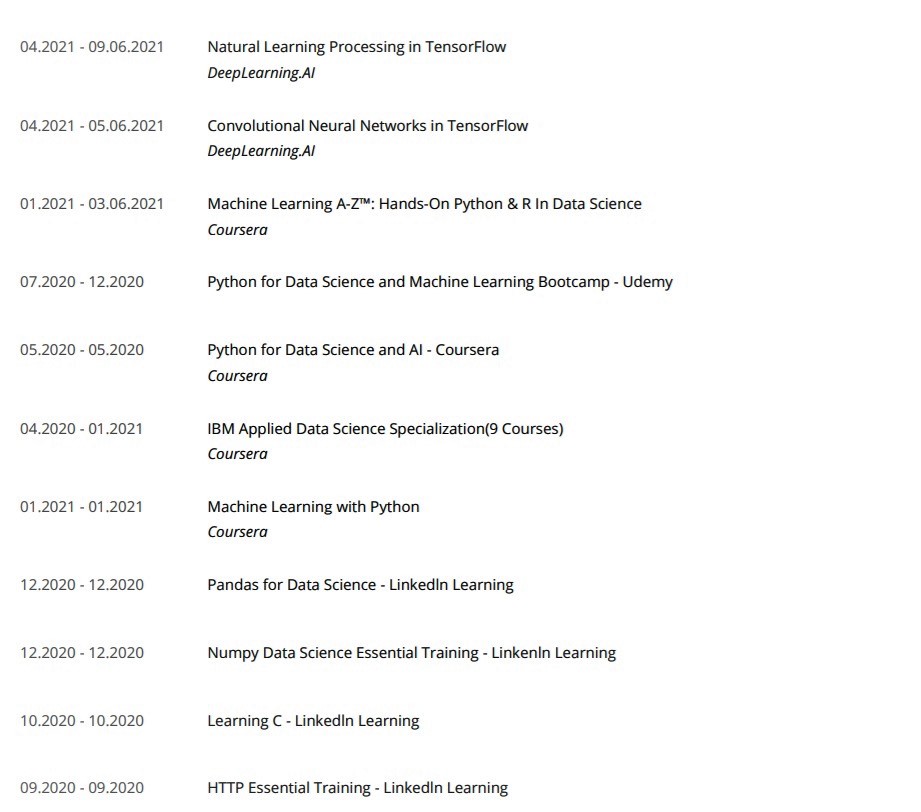 04.2021 - 09.06.2021 Natural Learning Processing in TensorFlow
DeepLearning.AI
04.2021 - 05.06.2021 Convolutional Neural Networks in TensorFlow
DeepLearning.AI
01.2021 - 03.06.2021 Machine Learning A-Z™: Hands-On Python & R In Data Science
Coursera
07.2020 - 12.2020 Python for Data Science and Machine Learning Bootcamp - Udemy
05.2020 - 05.2020 Python for Data Science and AI - Coursera
Coursera
04.2020 - 01.2021 IBM Applied Data Science Specialization(9 Courses)
Coursera
01.2021 - 01.2021 Machine Learning with Python
Coursera
12.2020 - 12.2020 Pandas for Data Science - LinkedIn Learning
12.2020 - 12.2020 Numpy Data Science Essential Training - LinkenIn Learning
10.2020 - 10.2020 Learning C - LinkedIn Learning
09.2020 - 09.2020 HTTP Essential Training - LinkedIn Learning